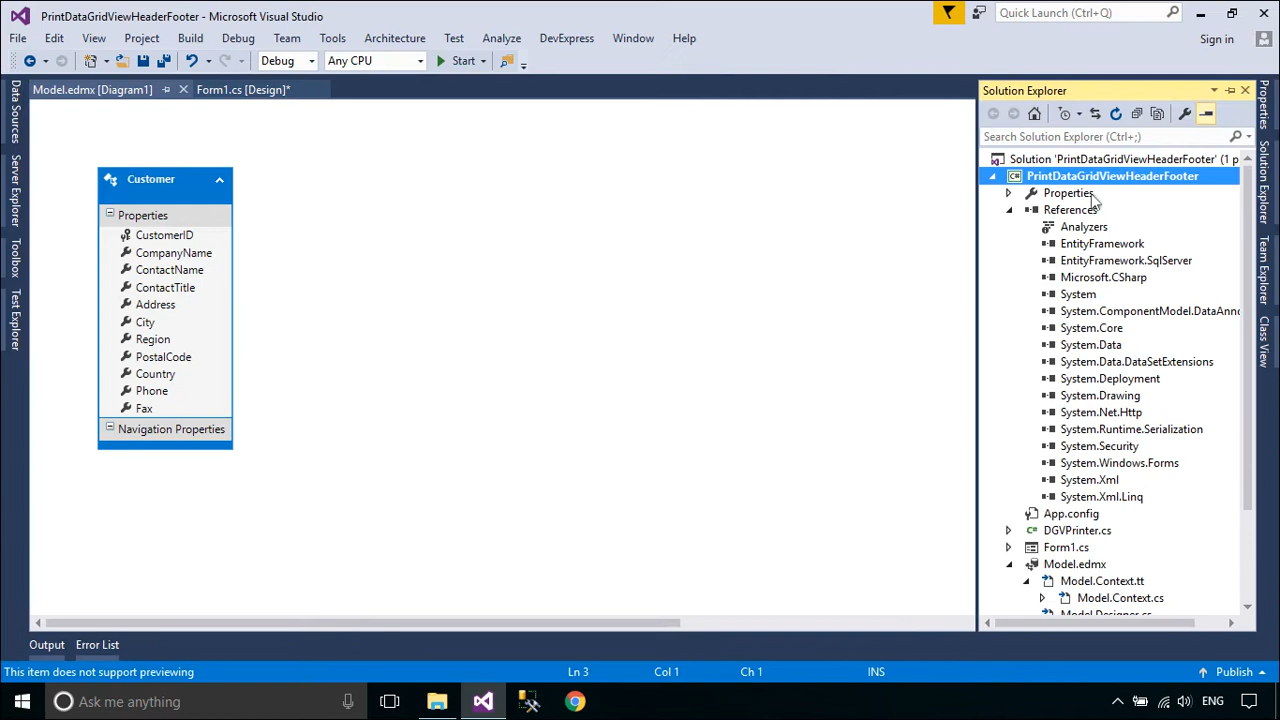 PrintDataGridViewHeaderFooter - Microsoft Visual Studio
Quick Launch (Ctrl+Q)
File Edit View Project Build Debug Team Tools Architecture Test Analyze DevExpress Window Help
Sign in
Debug Any CPU Start
Model.edmx [Diagram1] Form1.cs [Design]*
Data Sources
Server Explorer
Toolbox
Test Explorer
Customer
Properties
CustomerID
CompanyName
ContactName
ContactTitle
Address
City
Region
PostalCode
Country
Phone
Fax
Navigation Properties
Solution Explorer
Search Solution Explorer (Ctrl+;)
Solution 'PrintDataGridViewHeaderFooter' (1 p
PrintDataGridViewHeaderFooter
Properties
References
Analyzers
EntityFramework
EntityFramework.SqlServer
Microsoft.CSharp
System
System.ComponentModel.DataAnno
System.Core
System.Data
System.Data.DataSetExtensions
System.Deployment
System.Drawing
System.Net.Http
System.Runtime.Serialization
System.Security
System.Windows.Forms
System.Xml
System.Xml.Linq
App.config
DGVPrinter.cs
Form1.cs
Model.edmx
Model.Context.tt
Model.Context.cs
Model.Designer.cs
Properties
Solution Explorer
Team Explorer
Class View
Output Error List
This item does not support previewing Ln 3 Col 1 Ch 1 INS Publish
Ask me anything
ENG